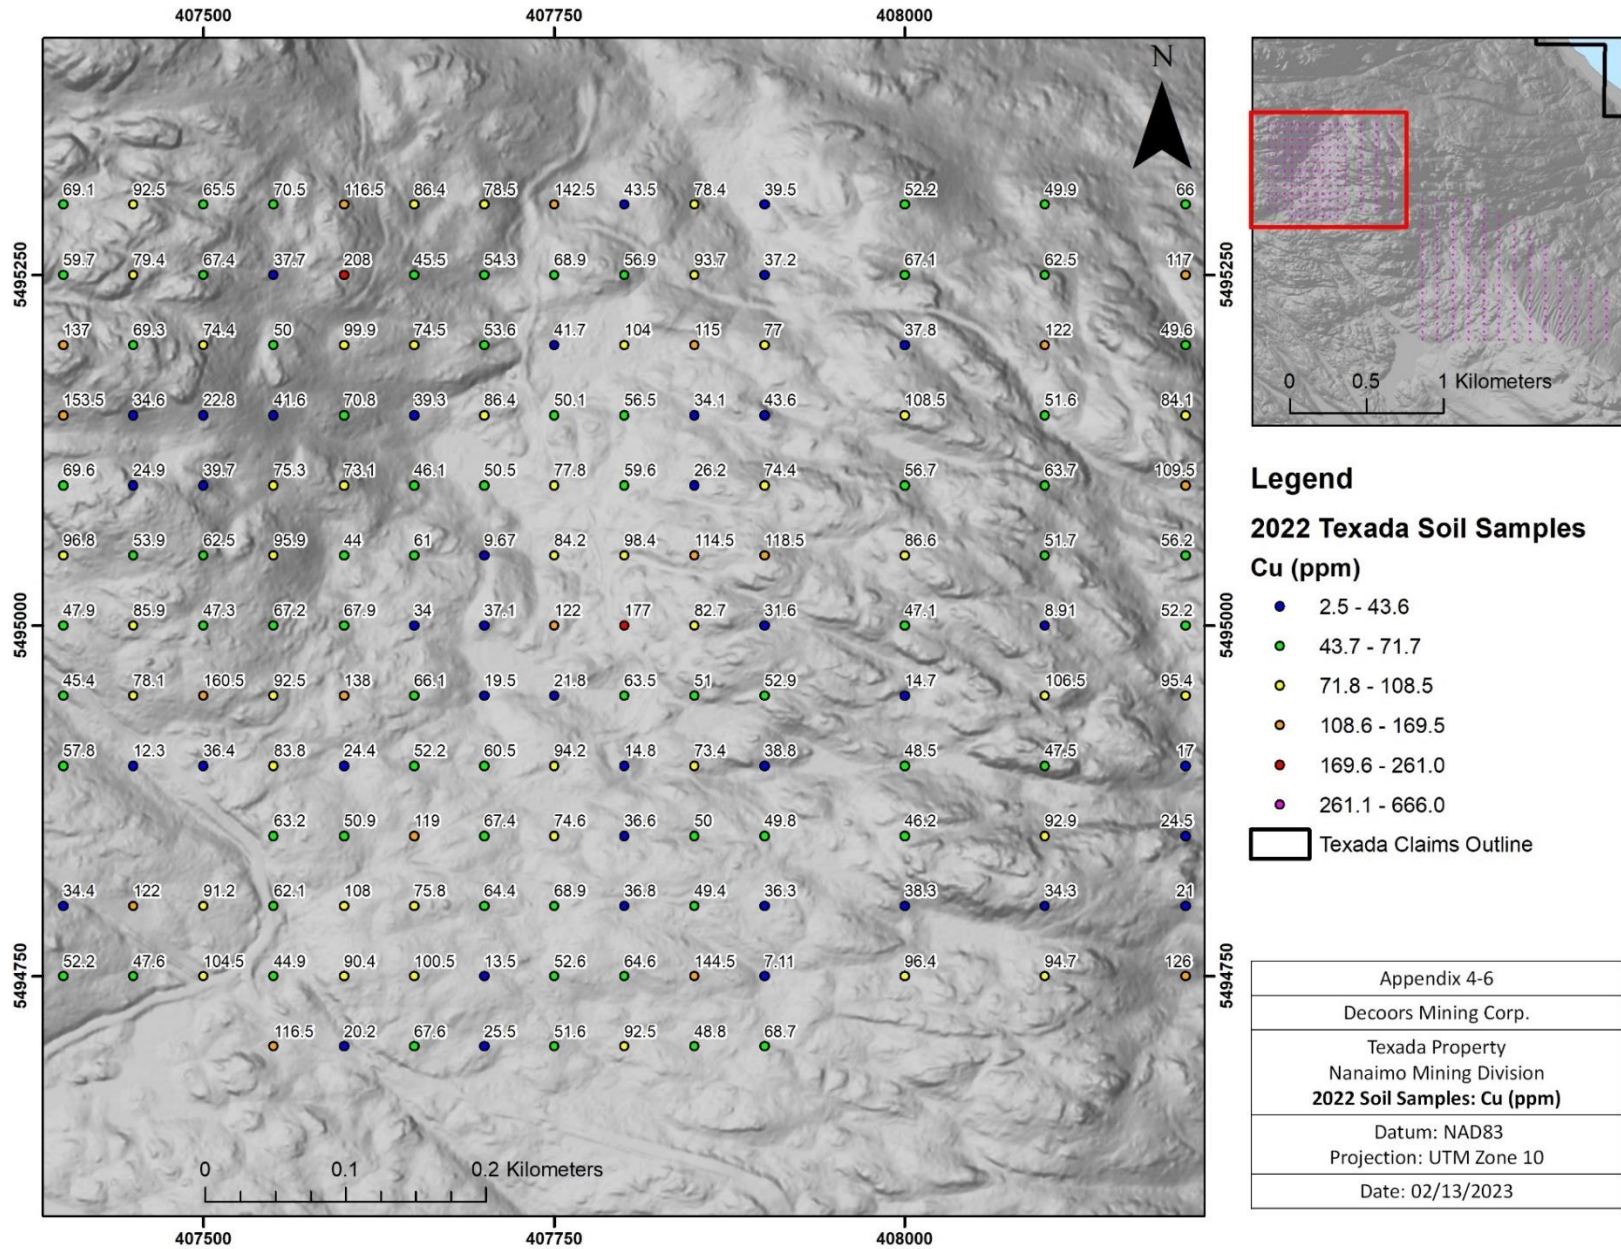 407500 407750 408000
N
69.1 92.5 65.5 70.5 116.5 86.4 78.5 142.5 43.5 78.4 39.5 52.2 49.9 66
5495250 59.7 79.4 67.4 37.7 208 45.5 54.3 68.9 56.9 93.7 37.2 67.1 62.5 117 5495250
137 69.3 74.4 50 99.9 74.5 53.6 41.7 104 115 77 37.8 122 49.6
153.5 34.6 22.8 41.6 70.8 39.3 86.4 50.1 56.5 34.1 43.6 108.5 51.6 84.1
69.6 24.9 39.7 75.3 73.1 46.1 50.5 77.8 59.6 26.2 74.4 56.7 63.7 109.5
96.8 53.9 62.5 95.9 44 61 9.67 84.2 98.4 114.5 118.5 86.6 51.7 56.2
5495000 47.9 85.9 47.3 67.2 67.9 34 37.1 122 177 82.7 31.6 47.1 8.91 52.2 5495000
45.4 78.1 160.5 92.5 138 66.1 19.5 21.8 63.5 51 52.9 14.7 106.5 95.4
57.8 12.3 36.4 83.8 24.4 52.2 60.5 94.2 14.8 73.4 38.8 48.5 47.5 17
63.2 50.9 119 67.4 74.6 36.6 50 49.8 46.2 92.9 24.5
34.4 122 91.2 62.1 108 75.8 64.4 68.9 36.8 49.4 36.3 38.3 34.3 21
5494750 52.2 47.6 104.5 44.9 90.4 100.5 13.5 52.6 64.6 144.5 7.11 96.4 94.7 126 5494750
116.5 20.2 67.6 25.5 51.6 92.5 48.8 68.7
0 0.1 0.2 Kilometers
407500 407750 408000
0 0.5 1 Kilometers
Legend
2022 Texada Soil Samples
Cu (ppm)
2.5 - 43.6
43.7 - 71.7
71.8 - 108.5
108.6 - 169.5
169.6 - 261.0
261.1 - 666.0
Texada Claims Outline
Appendix 4-6
Decoors Mining Corp.
Texada Property
Nanaimo Mining Division
2022 Soil Samples: Cu (ppm)
Datum: NAD83
Projection: UTM Zone 10
Date: 02/13/2023